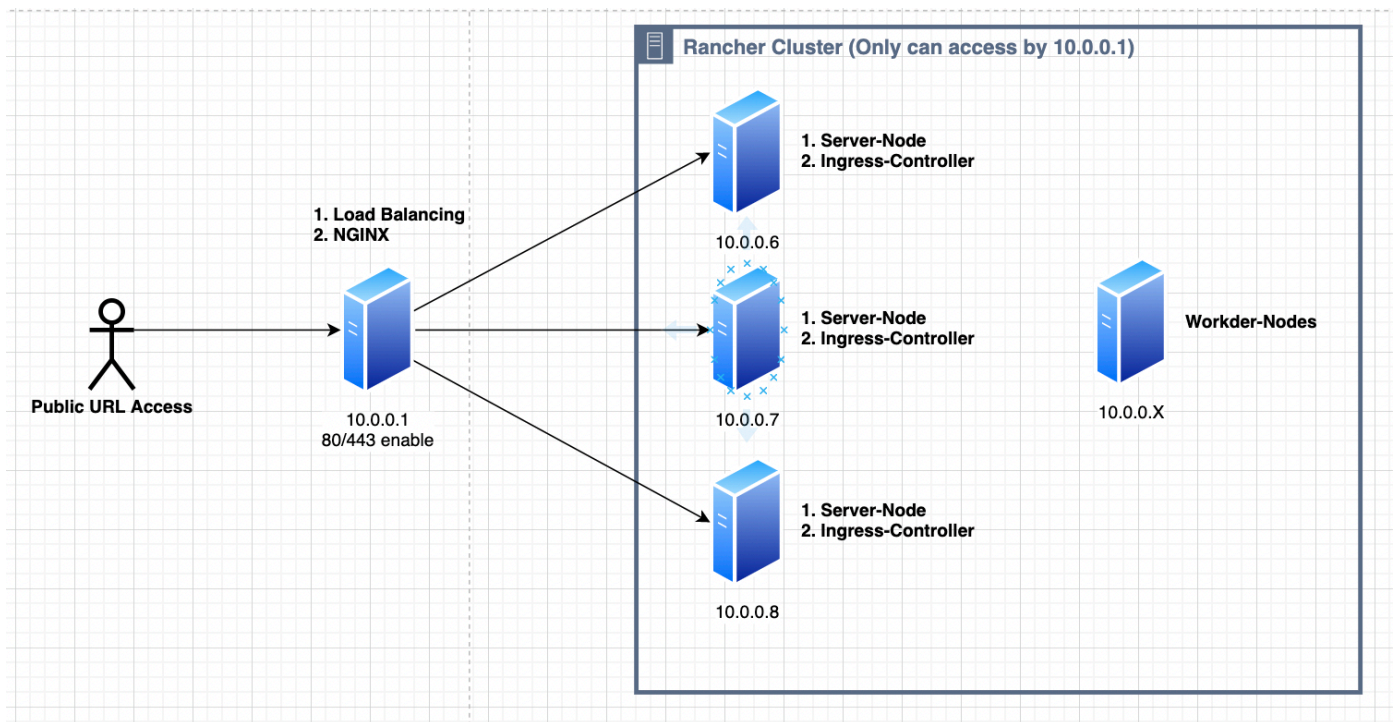 Rancher Cluster (Only can access by 10.0.0.1)
1. Server-Node
2. Ingress-Controller
10.0.0.6
1. Load Balancing
2. NGINX
10.0.0.1
80/443 enable
Public URL Access
1. Server-Node
2. Ingress-Controller
10.0.0.7
Workder-Nodes
10.0.0.X
1. Server-Node
2. Ingress-Controller
10.0.0.8